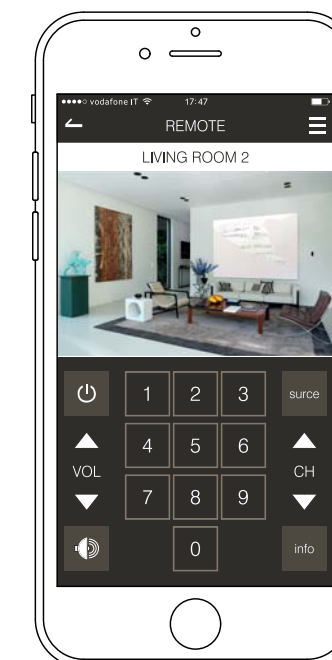 vodafone IT 17:47
REMOTE
LIVING ROOM 2
1 2 3 surce
4 5 6
VOL CH
7 8 9
0 info